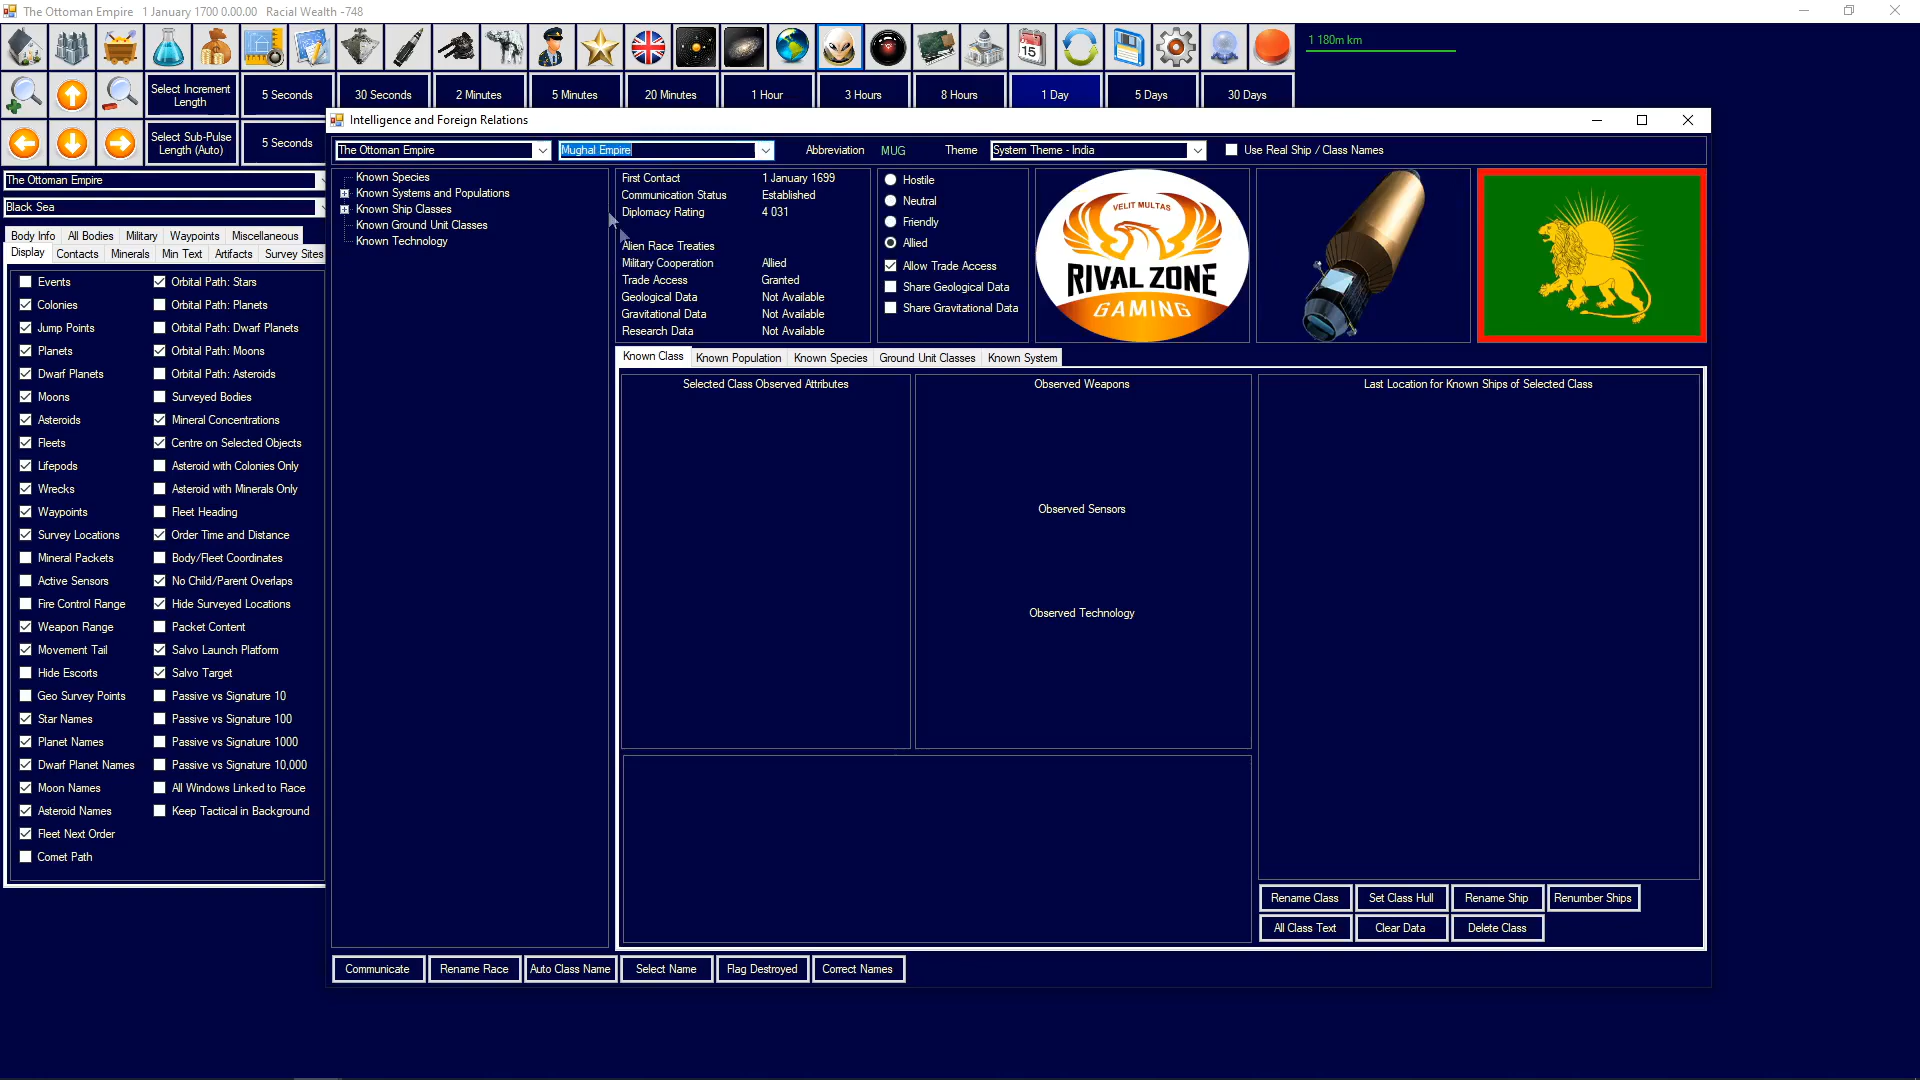 The Ottoman Empire 1 January 1700 0.00.00 Racial Wealth -748
15
1 180m km
Select Increment Length
5 Seconds
30 Seconds
2 Minutes
5 Minutes
20 Minutes
1 Hour
3 Hours
8 Hours
1 Day
5 Days
30 Days
Select Sub-Pulse Length (Auto)
5 Seconds
The Ottoman Empire
Black Sea
Body Info
All Bodies
Military
Waypoints
Miscellaneous
Display
Contacts
Minerals
Min Text
Artifacts
Survey Sites
Events
Orbital Path: Stars
Colonies
Orbital Path: Planets
Jump Points
Orbital Path: Dwarf Planets
Planets
Orbital Path: Moons
Dwarf Planets
Orbital Path: Asteroids
Moons
Surveyed Bodies
Asteroids
Mineral Concentrations
Fleets
Centre on Selected Objects
Lifepods
Asteroid with Colonies Only
Wrecks
Asteroid with Minerals Only
Waypoints
Fleet Heading
Survey Locations
Order Time and Distance
Mineral Packets
Body/Fleet Coordinates
Active Sensors
No Child/Parent Overlaps
Fire Control Range
Hide Surveyed Locations
Weapon Range
Packet Content
Movement Tail
Salvo Launch Platform
Hide Escorts
Salvo Target
Geo Survey Points
Passive vs Signature 10
Star Names
Passive vs Signature 100
Planet Names
Passive vs Signature 1000
Dwarf Planet Names
Passive vs Signature 10,000
Moon Names
All Windows Linked to Race
Asteroid Names
Keep Tactical in Background
Fleet Next Order
Comet Path
Intelligence and Foreign Relations
The Ottoman Empire
Mughal Empire
Abbreviation MUG
Theme
System Theme - India
Use Real Ship / Class Names
Known Species
Known Systems and Populations
Known Ship Classes
Known Ground Unit Classes
Known Technology
First Contact 1 January 1699
Communication Status Established
Diplomacy Rating 4 031
Alien Race Treaties
Military Cooperation Allied
Trade Access Granted
Geological Data Not Available
Gravitational Data Not Available
Research Data Not Available
Hostile
Neutral
Friendly
Allied
Allow Trade Access
Share Geological Data
Share Gravitational Data
VELIT MULTAS
RIVAL ZONE
GAMING
Known Class
Known Population
Known Species
Ground Unit Classes
Known System
Selected Class Observed Attributes
Observed Weapons
Observed Sensors
Observed Technology
Last Location for Known Ships of Selected Class
Rename Class
Set Class Hull
Rename Ship
Renumber Ships
All Class Text
Clear Data
Delete Class
Communicate
Rename Race
Auto Class Name
Select Name
Flag Destroyed
Correct Names